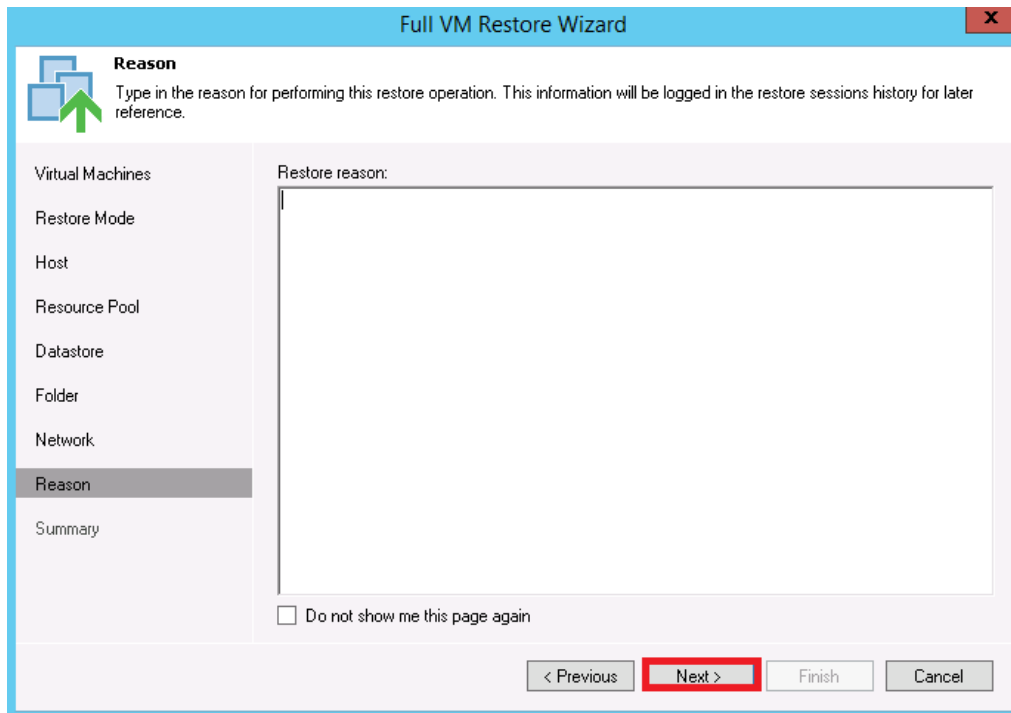 Full VM Restore Wizard
x
Reason
Type in the reason for performing this restore operation. This information will be logged in the restore sessions history for later
reference.
Virtual Machines
Restore reason:
Restore Mode
Host
Resource Pool
Datastore
Folder
Network
Reason
Summary
Do not show me this page again
< Previous
Next >
Finish
Cancel